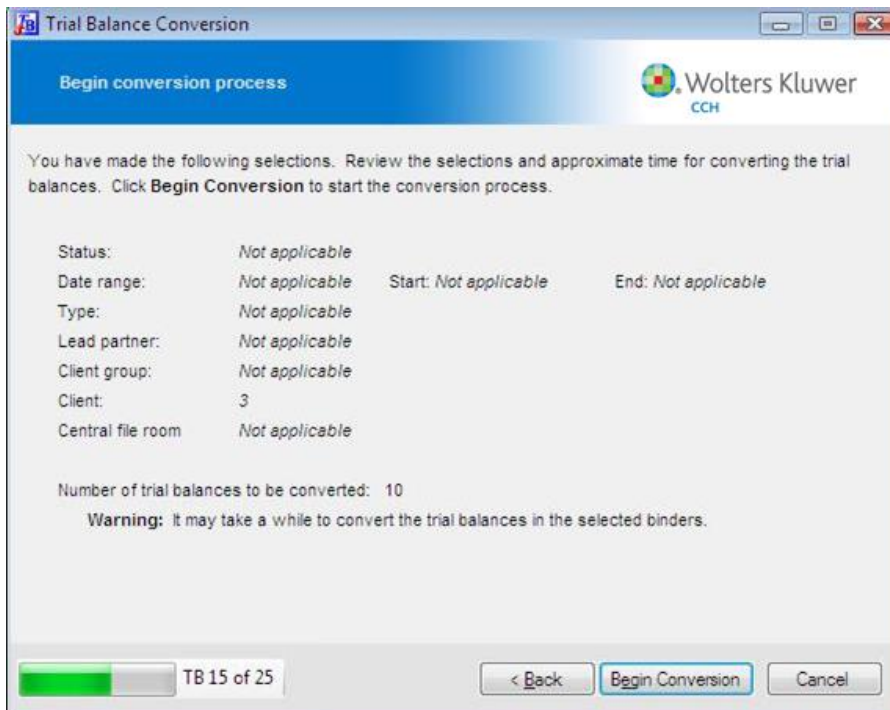 TB Trial Balance Conversion
Begin conversion process
Wolters Kluwer
CCH
You have made the following selections. Review the selections and approximate time for converting the trial
balances. Click Begin Conversion to start the conversion process.
Status: Not applicable
Date range: Not applicable Start: Not applicable End: Not applicable
Type: Not applicable
Lead partner: Not applicable
Client group: Not applicable
Client: 3
Central file room Not applicable
Number of trial balances to be converted: 10
Warning: It may take a while to convert the trial balances in the selected binders.
TB 15 of 25 < Back Begin Conversion Cancel